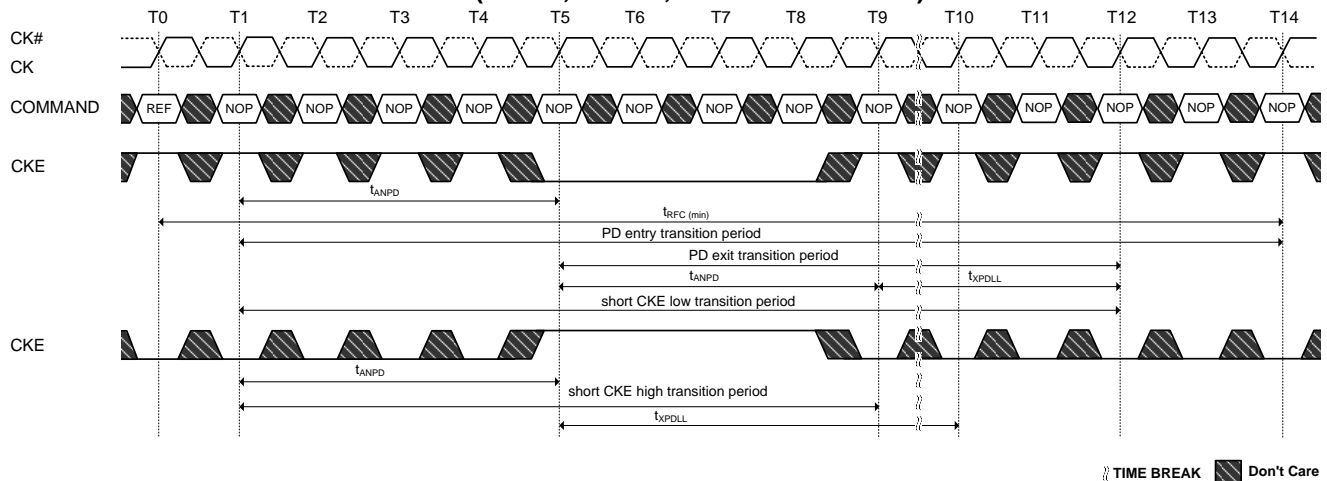 T0 T1 T2 T3 T4 T5 T6 T7 T8 T9 T10 T11 T12 T13 T14
CK#
CK
COMMAND REF NOP NOP NOP NOP NOP NOP NOP NOP NOP NOP NOP NOP NOP NOP
CKE
tANPD
tRFC (min)
PD entry transition period
PD exit transition period
tANPD tXPDLL
short CKE low transition period
CKE
tANPD
short CKE high transition period
tXPDLL
TIME BREAK Don't Care